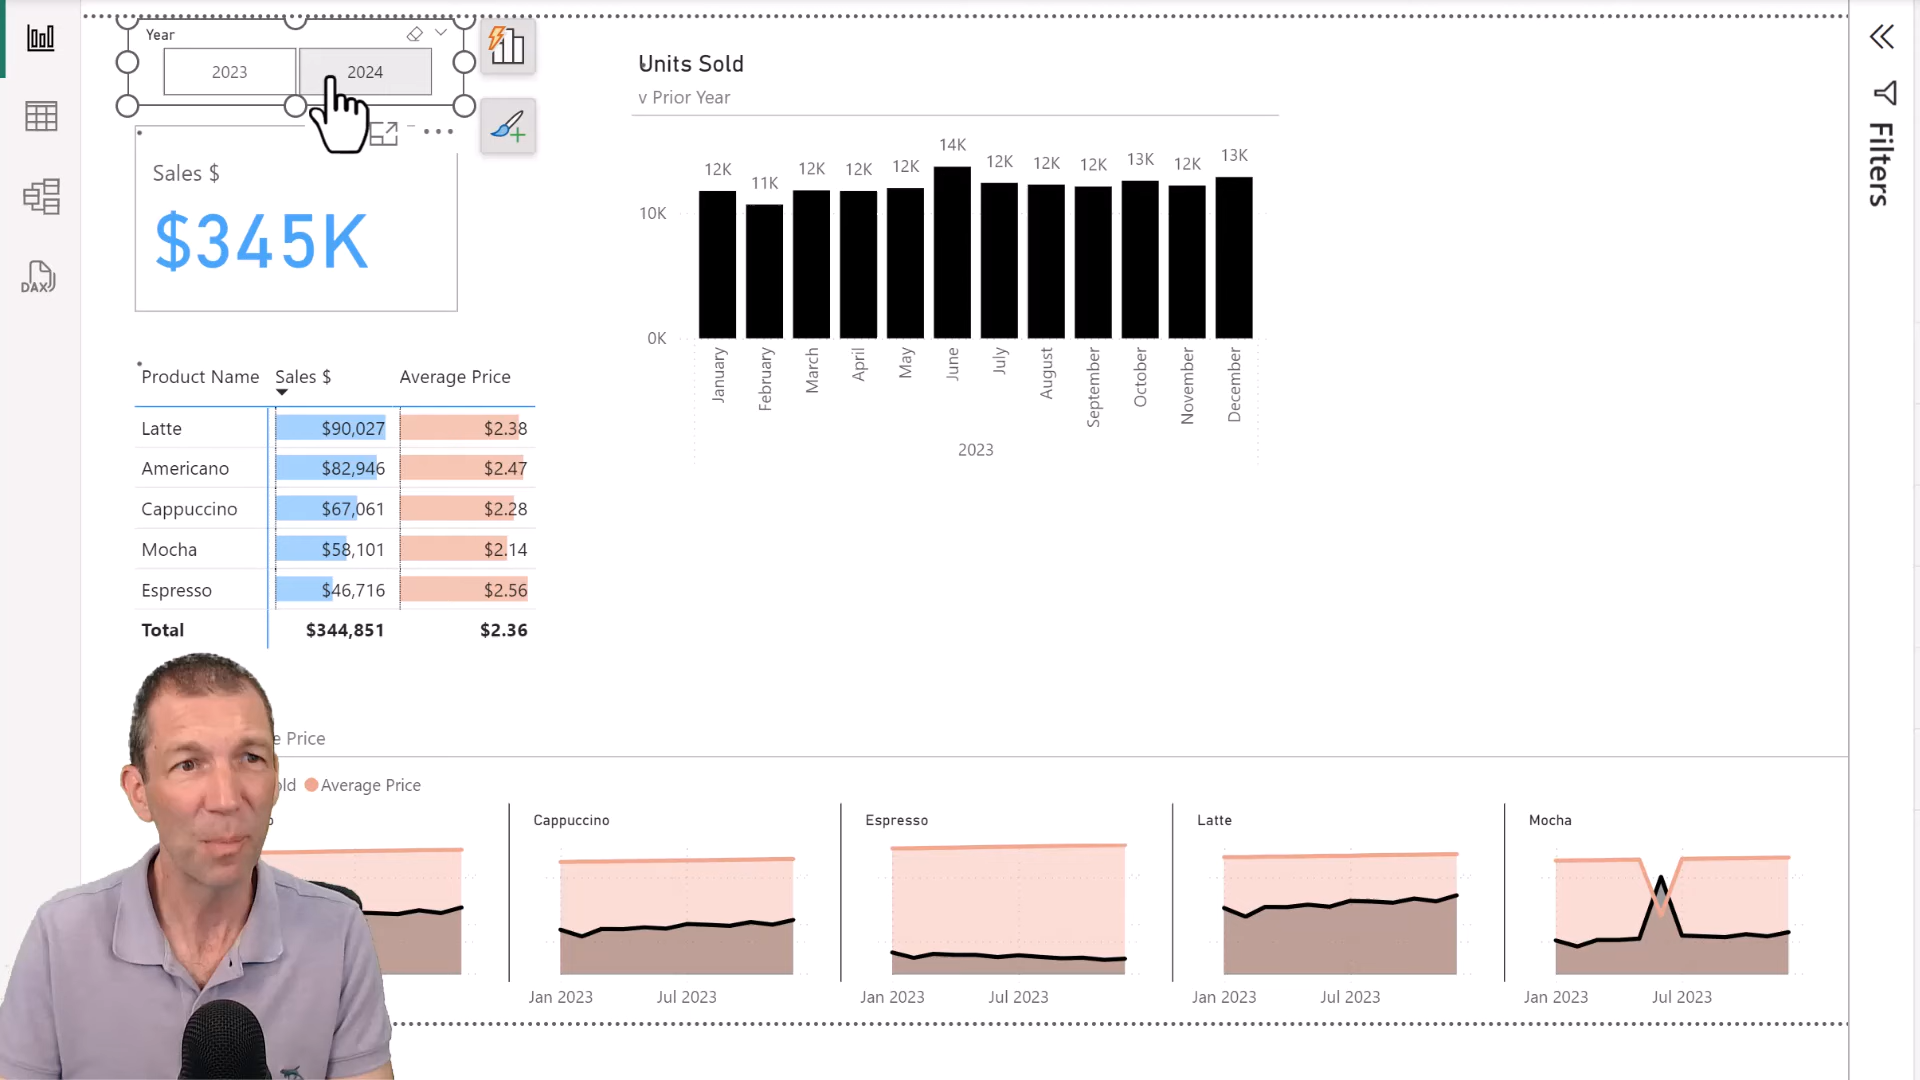 Year
2023 2024
Sales $
$345K
Product Name Sales $ Average Price
Latte $90,027 $2.38
Americano $82,946 $2.47
Cappuccino $67,061 $2.28
Mocha $58,101 $2.14
Espresso $46,716 $2.56
Total $344,851 $2.36
Units Sold
v Prior Year
14K
12K 11K 12K 12K 12K 12K 12K 12K 13K 12K 13K
10K
0K
January February March April May June July August September October November December
2023
Filters
DAX
e Price
old Average Price
o Cappuccino Espresso Latte Mocha
Jan 2023 Jul 2023 Jan 2023 Jul 2023 Jan 2023 Jul 2023 Jan 2023 Jul 2023